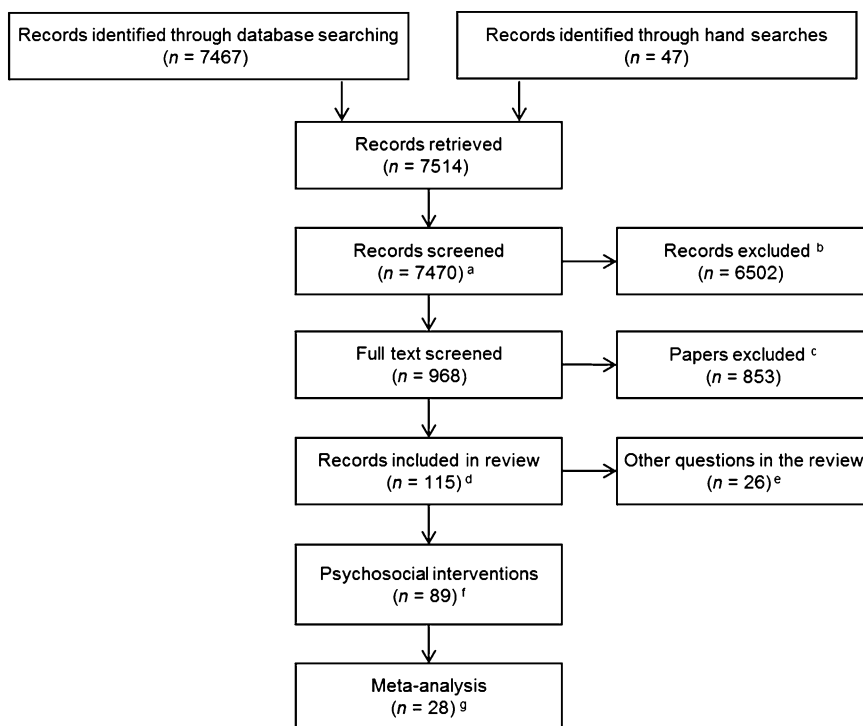 Records identified through database searching
(n = 7467)
Records identified through hand searches
(n = 47)
Records retrieved
(n = 7514)
Records screened
(n = 7470) a
Records excluded b
n = 6502)
Full text screened
(n = 968)
Papers excluded c
(n = 853)
Records included in review
(n = 115) d
Other questions in the review
(n = 26) e
Psychosocial interventions
(n = 89) f
Meta-analysis
(n = 28) g